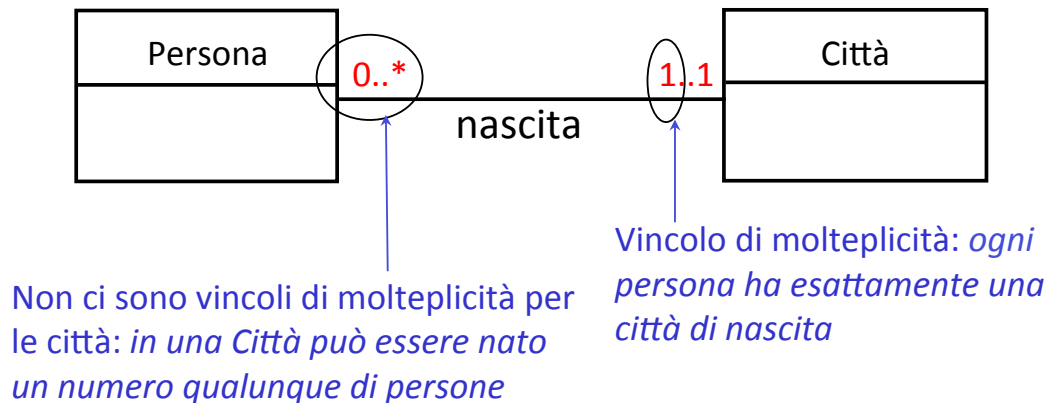 Persona
Città
0..*
1..1
nascita
Vincolo di molteplicità: ogni
persona ha esattamente una
città di nascita
Non ci sono vincoli di molteplicità per
le città: in una Città può essere nato
un numero qualunque di persone